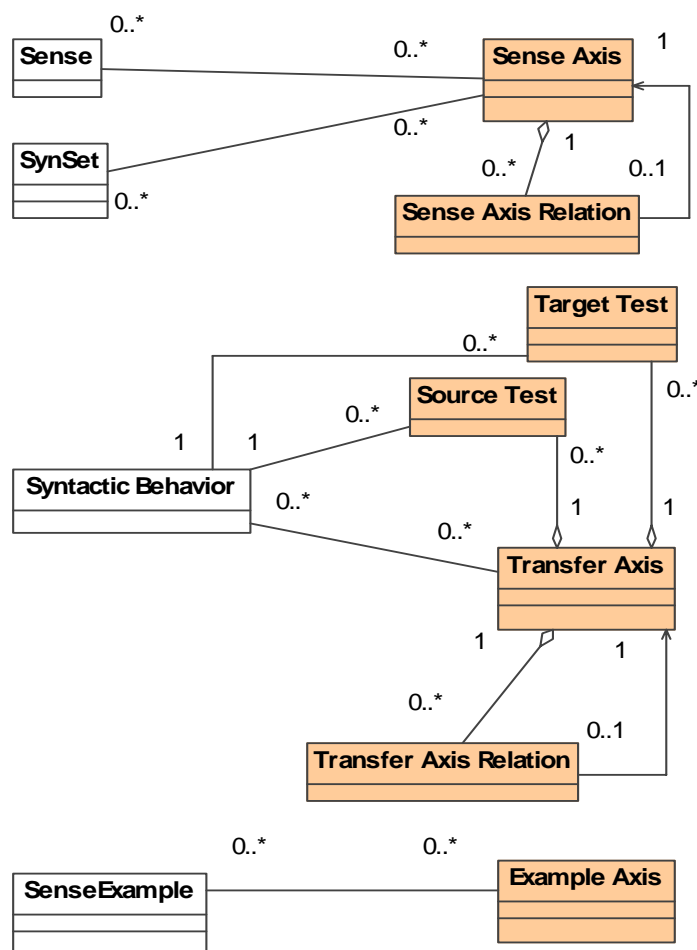 0..*
Sense
0..*
Sense Axis
1
SynSet
0..*
0..*
0..*
1
0..1
Sense Axis Relation
Target Test
0..*
Source Test
0..*
0..*
1
1
0..*
Syntactic Behavior
0..*
0..*
1
1
Transfer Axis
1
1
0..*
0..1
Transfer Axis Relation
0..*
0..*
SenseExample
Example Axis